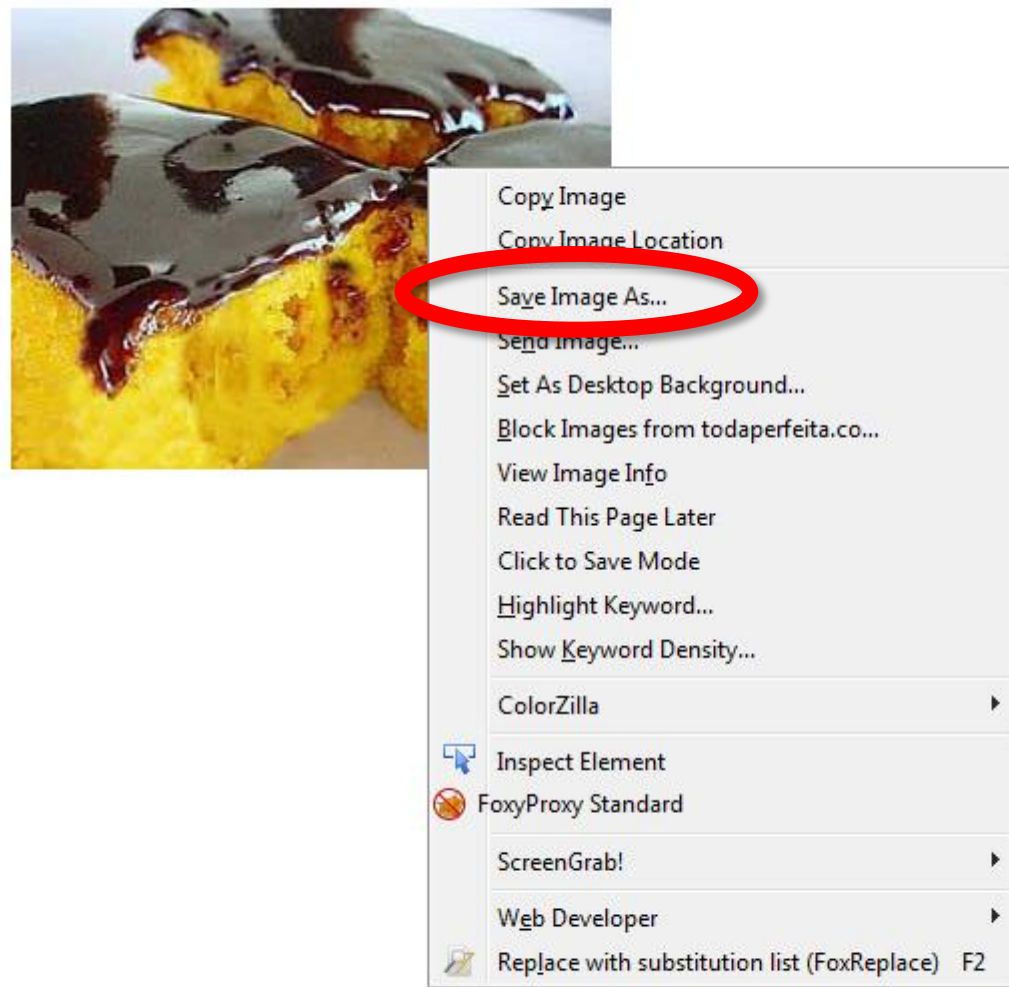 Copy Image
Copy Image Location
Save Image As...
Send Image...
Set As Desktop Background...
Block Images from todaperfeita.co...
View Image Info
Read This Page Later
Click to Save Mode
Highlight Keyword...
Show Keyword Density...
ColorZilla
Inspect Element
FoxyProxy Standard
ScreenGrab!
Web Developer
Replace with substitution list (FoxReplace) F2